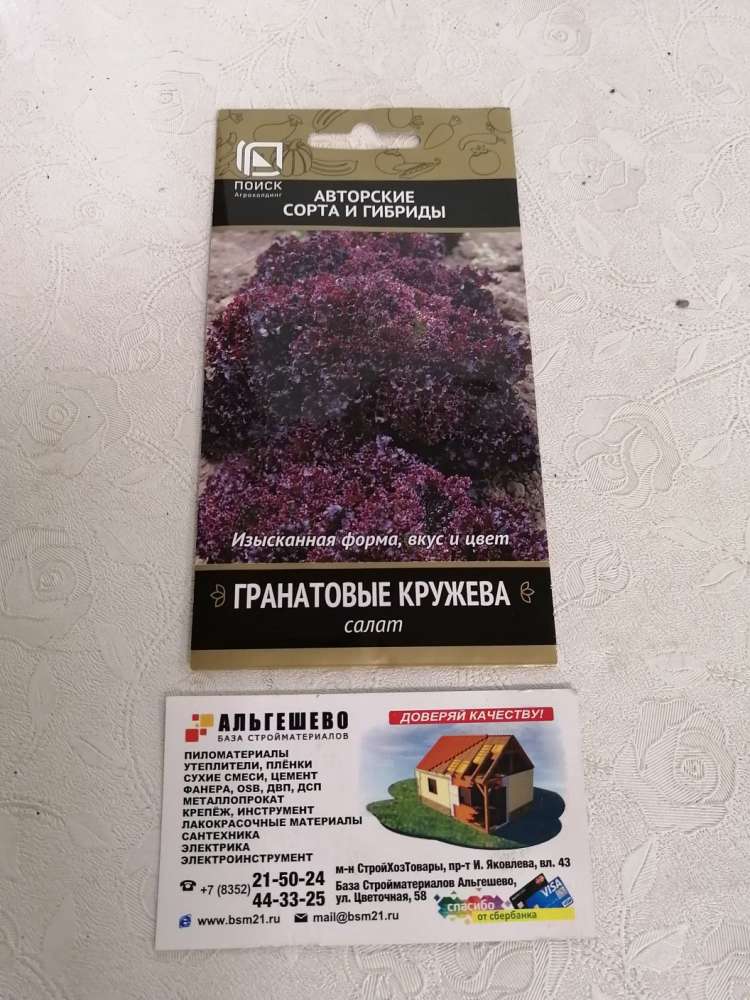 ПОИСК
Агрохолдинг
АВТОРСКИЕ
СОРТА И ГИБРИДЫ
Изысканная форма, вкус и цвет
ГРАНАТОВЫЕ КРУЖЕВА
салат
АЛЬГЕШЕВО
БАЗА СТРОЙМАТЕРИАЛОВ
ДОВЕРЯЙ КАЧЕСТВУ!
ПИЛОМАТЕРИАЛЫ
УТЕПЛИТЕЛИ, ПЛЁНКИ
СУХИЕ СМЕСИ, ЦЕМЕНТ
ФАНЕРА, OSB, ДВП, ДСП
МЕТАЛЛОПРОКАТ
КРЕПЁЖ, ИНСТРУМЕНТ
ЛАКОКРАСОЧНЫЕ МАТЕРИАЛЫ
САНТЕХНИКА
ЭЛЕКТРИКА
ЭЛЕКТРОИНСТРУМЕНТ
+7 (8352) 21-50-24
44-33-25
www.bsm21.ru mail@bsm21.ru
м-н СтройХозТовары, пр-т И. Яковлева, вл. 43
База Стройматериалов Альгешево,
ул. Цветочная, 58
спасибо
от сбербанка
VISA